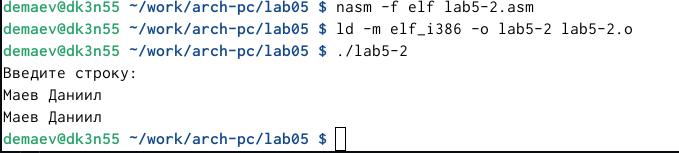 demaev@dk3n55 ~/work/arch-pc/lab05 $ nasm -f elf lab5-2.asm
demaev@dk3n55 ~/work/arch-pc/lab05 $ ld -m elf_i386 -o lab5-2 lab5-2.o
demaev@dk3n55 ~/work/arch-pc/lab05 $ ./lab5-2
Введите строку:
Маев Даниил
Маев Даниил
demaev@dk3n55 ~/work/arch-pc/lab05 $